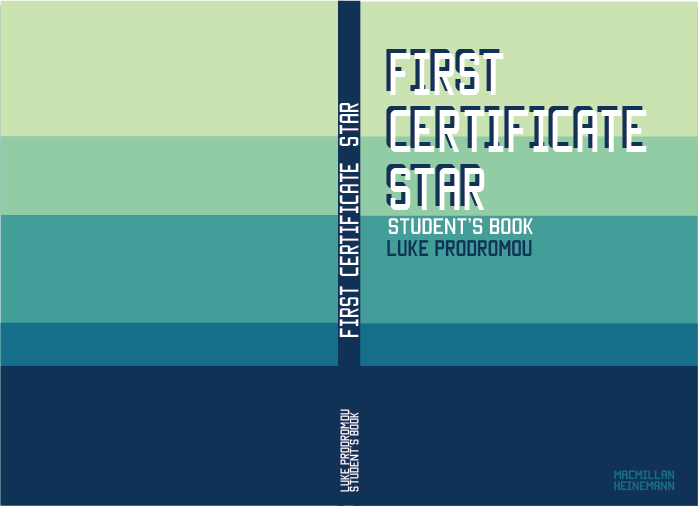 FIRST CERTIFICATE STAR
LUKE PRODROMOU
STUDENT'S BOOK
FIRST
CERTIFICATE
STAR
STUDENT'S BOOK
LUKE PRODROMOU
MACMILLAN
HEINEMANN